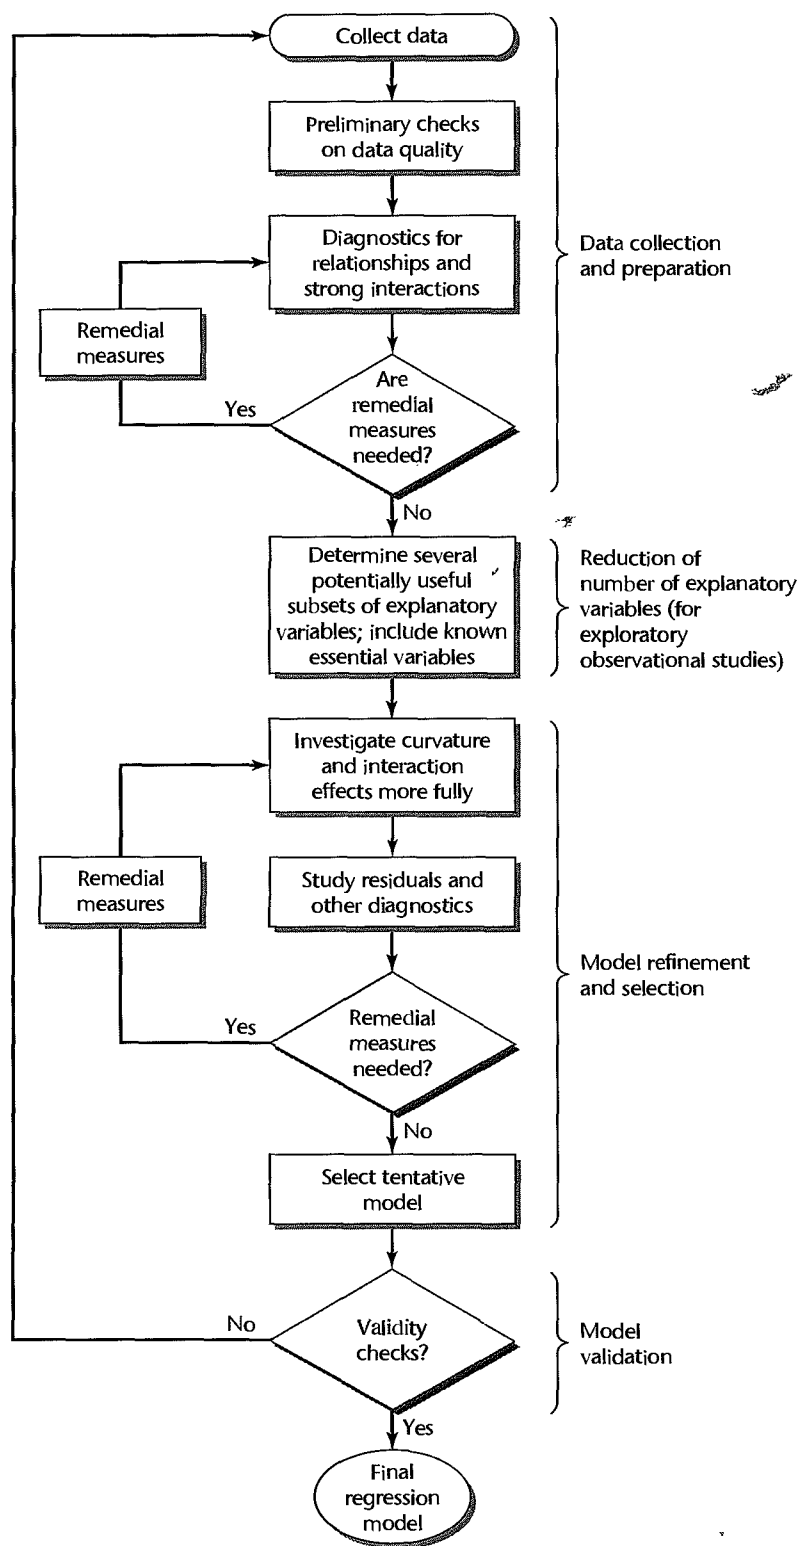 Collect data
Preliminary checks
on data quality
Diagnostics for
relationships and
strong interactions
Data collection
and preparation
Remedial
measures
Are
remedial
measures
needed?
Yes
No
Determine several
potentially useful
subsets of explanatory
variables; include known
essential variables
Reduction of
number of explanatory
variables (for
exploratory
observational studies)
Investigate curvature
and interaction
effects more fully
Remedial
measures
Study residuals and
other diagnostics
Model refinement
and selection
Yes
Remedial
measures
needed?
No
Select tentative
model
No
Validity
checks?
Model
validation
Yes
Final
regression
model